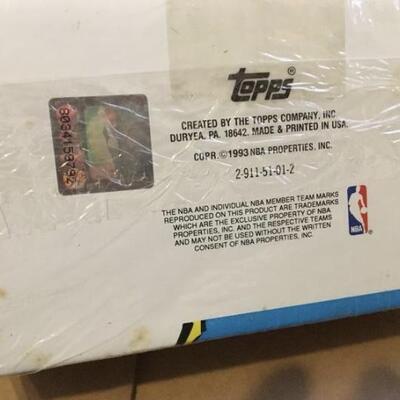 Topps®
CREATED BY THE TOPPS COMPANY, INC
DURYEA, PA. 18642. MADE & PRINTED IN USA.
COPR. ©1993 NBA PROPERTIES, INC.
2-911-51-01-2
THE NBA AND INDIVIDUAL NBA MEMBER TEAM MARKS
REPRODUCED ON THIS PRODUCT ARE TRADEMARKS
WHICH ARE THE EXCLUSIVE PROPERTY OF NBA
PROPERTIES, INC. AND THE RESPECTIVE TEAMS
AND MAY NOT BE USED WITHOUT THE WRITTEN
CONSENT OF NBA PROPERTIES, INC.
NBA